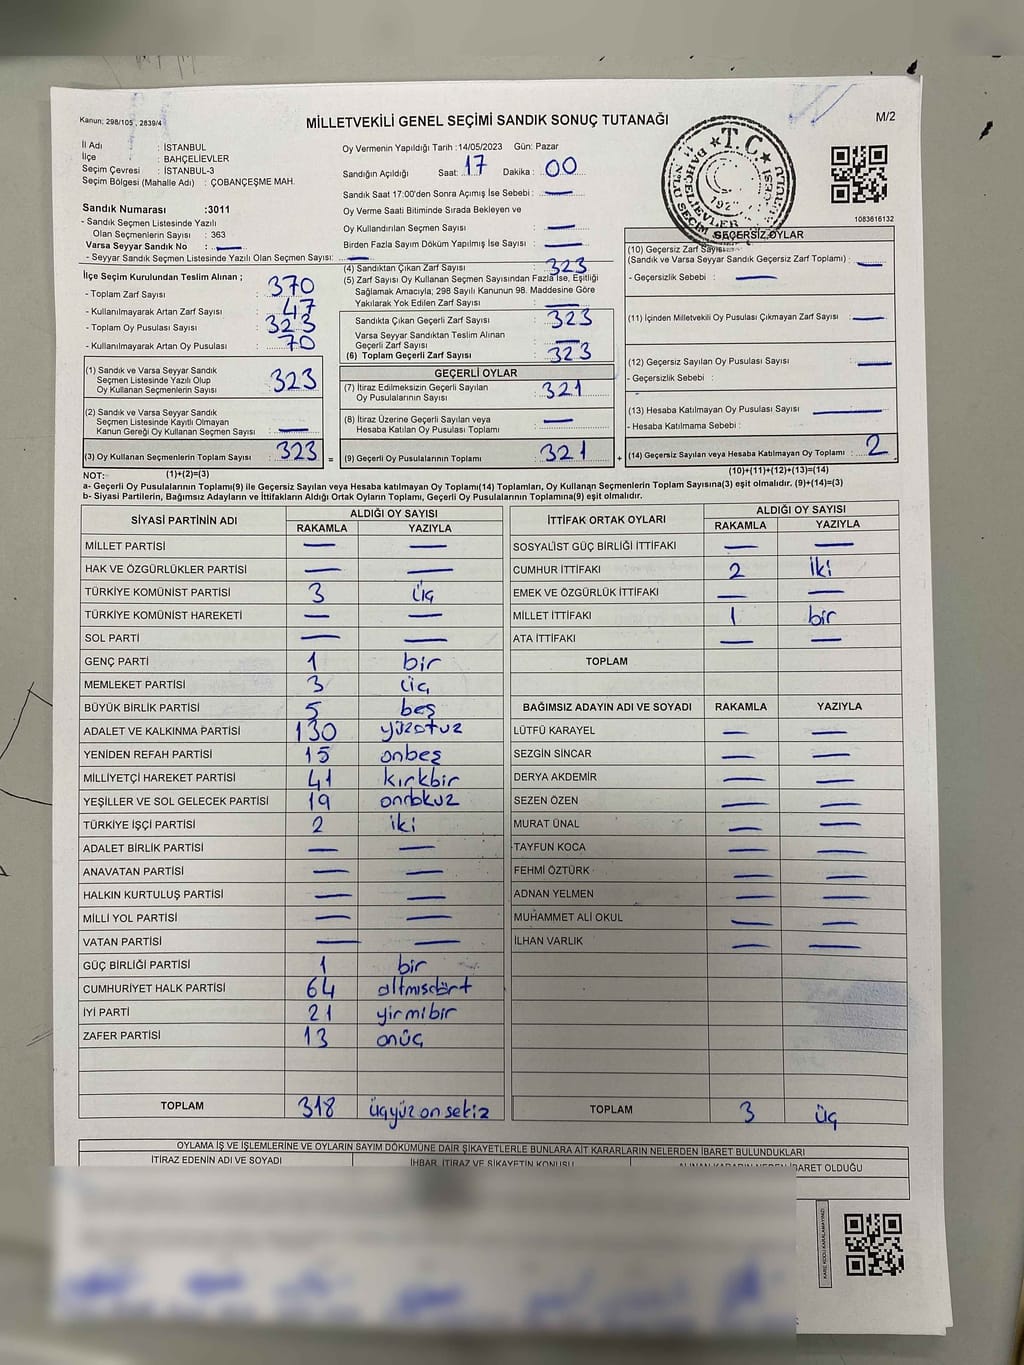 Kanun; 298/105 , 2839/4
MİLLETVEKİLİ GENEL SEÇİMİ SANDIK SONUÇ TUTANAĞI
M/2
İl Adı : İSTANBUL
İlçe : BAHÇELİEVLER
Seçim Çevresi : İSTANBUL-3
Seçim Bölgesi (Mahalle Adı) : ÇOBANÇEŞME MAH.
Oy Vermenin Yapıldığı Tarih :14/05/2023 Gün: Pazar
Sandığın Açıldığı Saat: 17 Dakika : 00
Sandık Saat 17:00'den Sonra Açımış İse Sebebi : —
Oy Verme Saati Bitiminde Sırada Bekleyen ve
Oy Kullandırılan Seçmen Sayısı : —
Birden Fazla Sayım Döküm Yapılmış İse Sayısı : —
T.C.
1083616132
Sandık Numarası :3011
- Sandık Seçmen Listesinde Yazılı
Olan Seçmenlerin Sayısı : 363
Varsa Seyyar Sandık No : —
- Seyyar Sandık Seçmen Listesinde Yazılı Olan Seçmen Sayısı: —
İlçe Seçim Kurulundan Teslim Alınan ;
- Toplam Zarf Sayısı : 370
- Kullanılmayarak Artan Zarf Sayısı : 47
- Toplam Oy Pusulası Sayısı : 323
- Kullanılmayarak Artan Oy Pusulası : 70
(1) Sandık ve Varsa Seyyar Sandık
Seçmen Listesinde Yazılı Olup
Oy Kullanan Seçmenlerin Sayısı : 323
(2) Sandık ve Varsa Seyyar Sandık
Seçmen Listesinde Kayıtlı Olmayan
Kanun Gereği Oy Kullanan Seçmen Sayısı : —
(3) Oy Kullanan Seçmenlerin Toplam Sayısı : 323 =
(4) Sandıktan Çıkan Zarf Sayısı : 323
(5) Zarf Sayısı Oy Kullanan Seçmen Sayısından Fazla İse, Eşitliği
Sağlamak Amacıyla; 298 Sayılı Kanunun 98. Maddesine Göre
Yakılarak Yok Edilen Zarf Sayısı : —
Sandıkta Çıkan Geçerli Zarf Sayısı : 323
Varsa Seyyar Sandıktan Teslim Alınan
Geçerli Zarf Sayısı : —
(6) Toplam Geçerli Zarf Sayısı : 323
GEÇERLİ OYLAR
(7) İtiraz Edilmeksizin Geçerli Sayılan
Oy Pusulasının Sayısı : 321
(8) İtiraz Üzerine Geçerli Sayılan veya
Hesaba Katılan Oy Pusulası Toplamı : —
(9) Geçerli Oy Pusulalarının Toplamı : 321 +
GEÇERSİZ OYLAR
(10) Geçersiz Zarf Sayısı
(Sandık ve Varsa Seyyar Sandık Geçersiz Zarf Toplamı) : —
- Geçersizlik Sebebi : —
(11) İçinden Milletvekili Oy Pusulası Çıkmayan Zarf Sayısı : —
(12) Geçersiz Sayılan Oy Pusulası Sayısı : —
- Geçersizlik Sebebi :
(13) Hesaba Katılmayan Oy Pusulası Sayısı : —
- Hesaba Katılmama Sebebi :
(14) Geçersiz Sayılan veya Hesaba Katılmayan Oy Toplamı : 2
NOT: (1)+(2)=(3)
(10)+(11)+(12)+(13)=(14)
a- Geçerli Oy Pusulalarının Toplamı(9) ile Geçersiz Sayılan veya Hesaba katılmayan Oy Toplamı(14) Toplamları, Oy Kullanan Seçmenlerin Toplam Sayısına(3) eşit olmalıdır. (9)+(14)=(3)
b- Siyasi Partilerin, Bağımsız Adayların ve İttifakların Aldığı Ortak Oyların Toplamı, Geçerli Oy Pusulalarının Toplamına(9) eşit olmalıdır.
SİYASİ PARTİNİN ADI ALDIĞI OY SAYISI
RAKAMLA YAZIYLA
MİLLET PARTİSİ — —
HAK VE ÖZGÜRLÜKLER PARTİSİ — —
TÜRKİYE KOMÜNİST PARTİSİ 3 üç
TÜRKİYE KOMÜNİST HAREKETİ — —
SOL PARTİ — —
GENÇ PARTİ 1 bir
MEMLEKET PARTİSİ 3 üç
BÜYÜK BİRLİK PARTİSİ 5 beş
ADALET VE KALKINMA PARTİSİ 130 yüzotuz
YENİDEN REFAH PARTİSİ 15 onbeş
MİLLİYETÇİ HAREKET PARTİSİ 41 kırkbir
YEŞİLLER VE SOL GELECEK PARTİSİ 19 ondokuz
TÜRKİYE İŞÇİ PARTİSİ 2 iki
ADALET BİRLİK PARTİSİ — —
ANAVATAN PARTİSİ — —
HALKIN KURTULUŞ PARTİSİ — —
MİLLİ YOL PARTİSİ — —
VATAN PARTİSİ — —
GÜÇ BİRLİĞİ PARTİSİ 1 bir
CUMHURİYET HALK PARTİSİ 64 altmışdört
İYİ PARTİ 21 yirmibir
ZAFER PARTİSİ 13 onüç
TOPLAM 318 üçyüz on sekiz
İTTİFAK ORTAK OYLARI ALDIĞI OY SAYISI
RAKAMLA YAZIYLA
SOSYALİST GÜÇ BİRLİĞİ İTTİFAKI — —
CUMHUR İTTİFAKI 2 iki
EMEK VE ÖZGÜRLÜK İTTİFAKI — —
MİLLET İTTİFAKI 1 bir
ATA İTTİFAKI — —
TOPLAM
BAĞIMSIZ ADAYIN ADI VE SOYADI RAKAMLA YAZIYLA
LÜTFÜ KARAYEL — —
SEZGİN SİNCAR — —
DERYA AKDEMİR — —
SEZEN ÖZEN — —
MURAT ÜNAL — —
TAYFUN KOCA — —
FEHMİ ÖZTÜRK — —
ADNAN YELMEN — —
MUHAMMET ALİ OKUL — —
İLHAN VARLIK — —
TOPLAM 3 üç
OYLAMA İŞ VE İŞLEMLERİNE VE OYLARIN SAYIM DÖKÜMÜNE DAİR ŞİKAYETLERLE BUNLARA AİT KARARLARIN NELERDEN İBARET BULUNDUKLARI
İTİRAZ EDENİN ADI VE SOYADI İHBAR, İTİRAZ VE ŞİKAYETİN KONUSU ALINAN KARARIN NEDEN İBARET OLDUĞU
KARE KODU KARALAMAYINIZ!